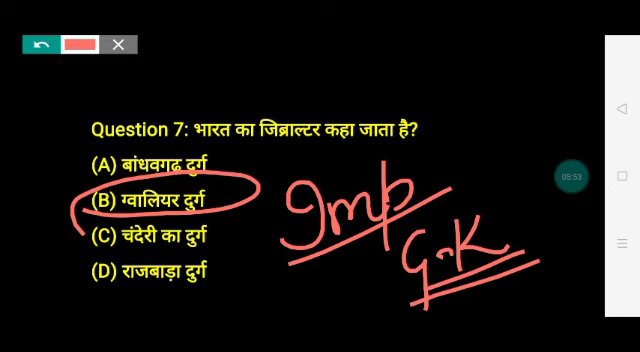 Question 7: भारत का जिब्राल्टर कहा जाता है?
(A) बांधवगढ दुर्ग
(B) ग्वालियर दुर्ग
(C) चंदेरी का दुर्ग
(D) राजबाड़ा दुर्ग
Imp
G.K
05:53